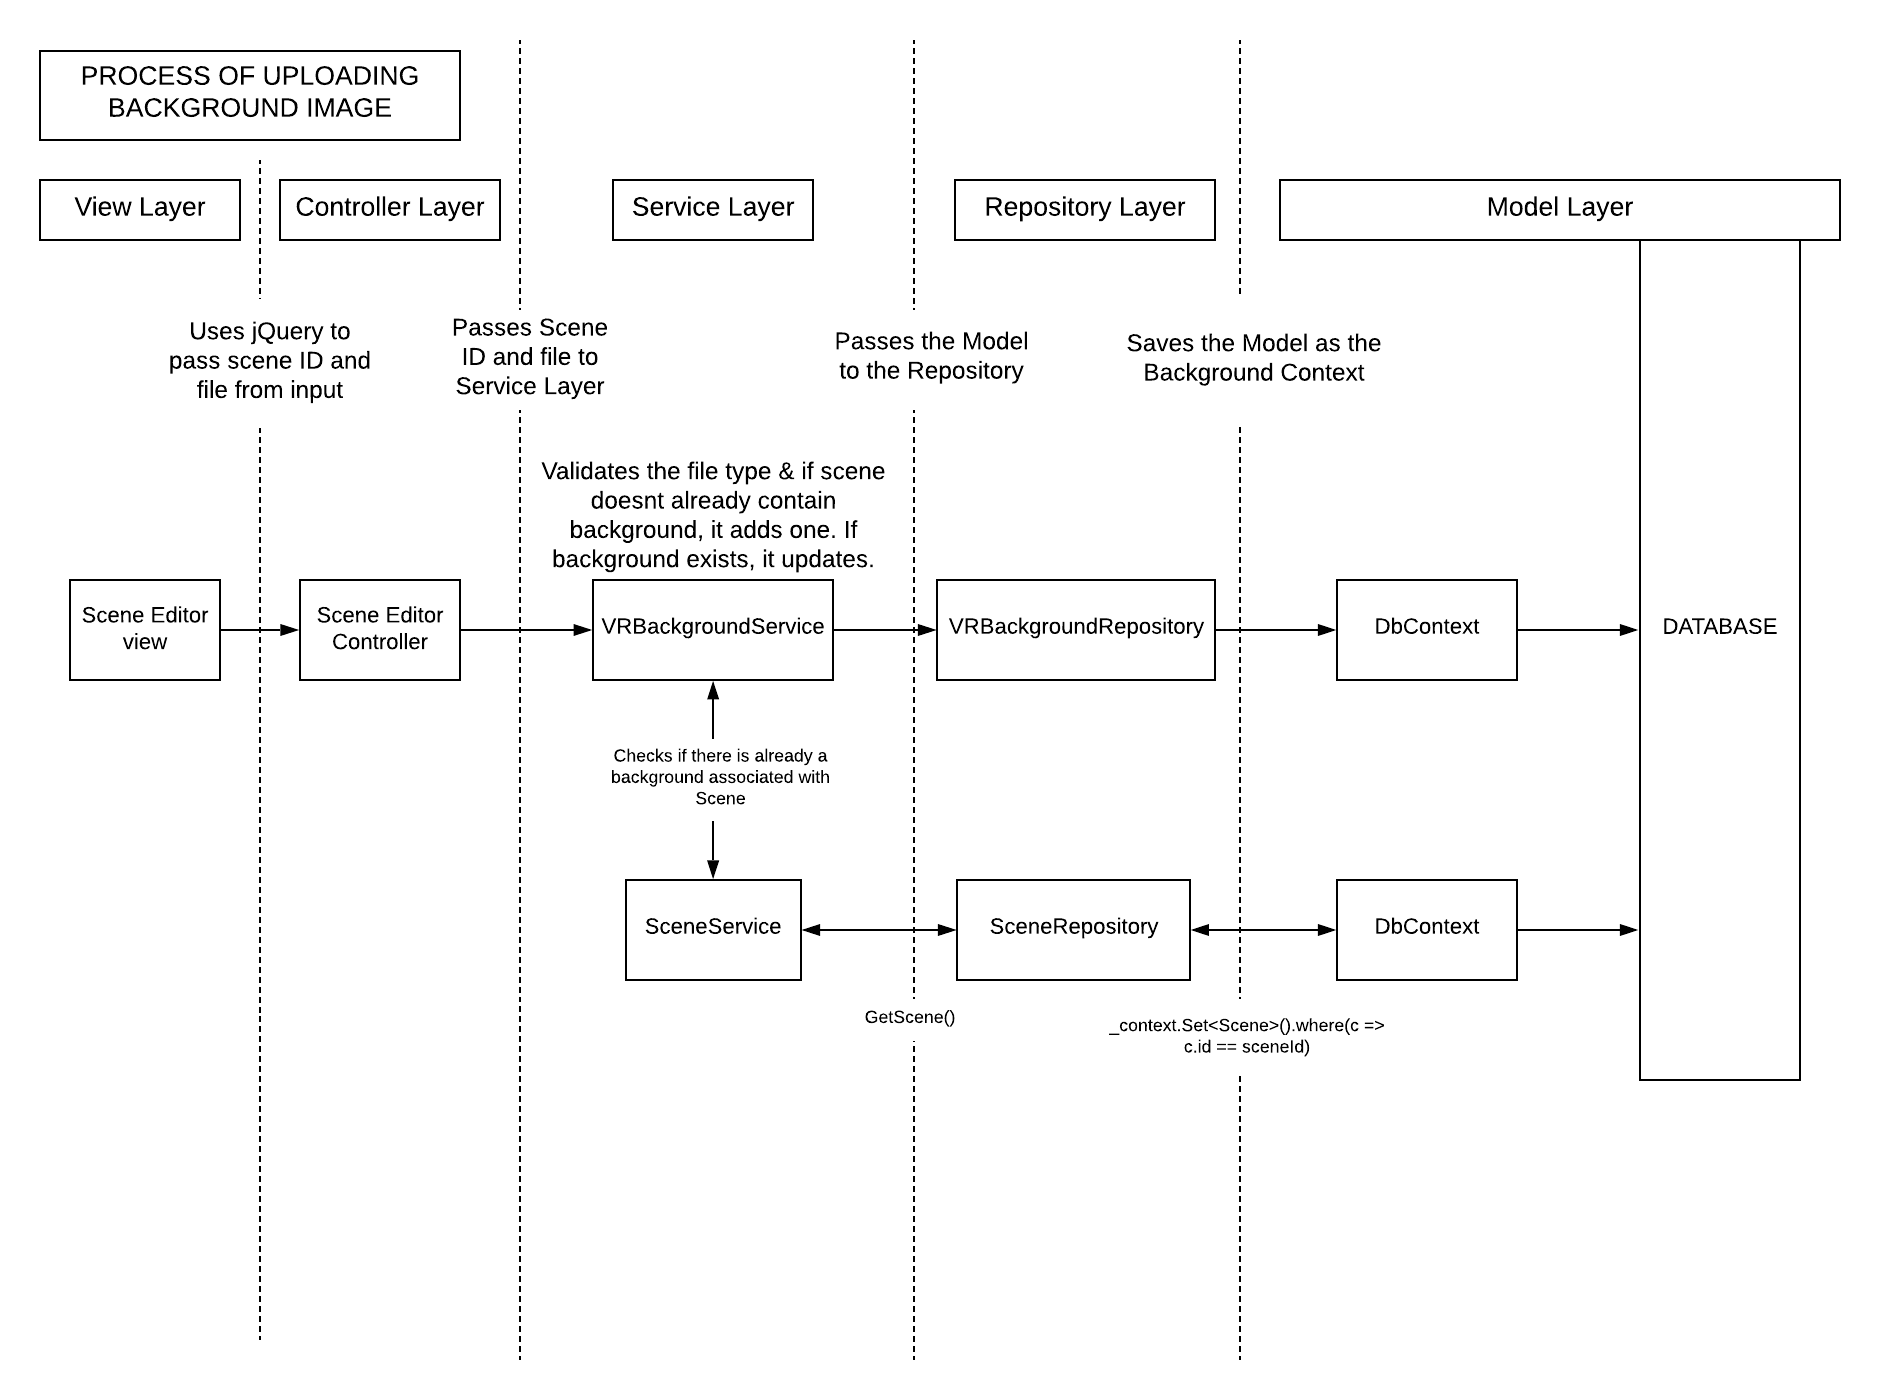 PROCESS OF UPLOADING
BACKGROUND IMAGE
View Layer
Controller Layer
Service Layer
Repository Layer
Model Layer
Uses jQuery to
pass scene ID and
file from input
Passes Scene
ID and file to
Service Layer
Passes the Model
to the Repository
Saves the Model as the
Background Context
Validates the file type & if scene
doesnt already contain
background, it adds one. If
background exists, it updates.
Scene Editor
view
Scene Editor
Controller
VRBackgroundService
VRBackgroundRepository
DbContext
DATABASE
Checks if there is already a
background associated with
Scene
SceneService
SceneRepository
DbContext
GetScene()
_context.Set<Scene>().where(c =>
c.id == sceneId)